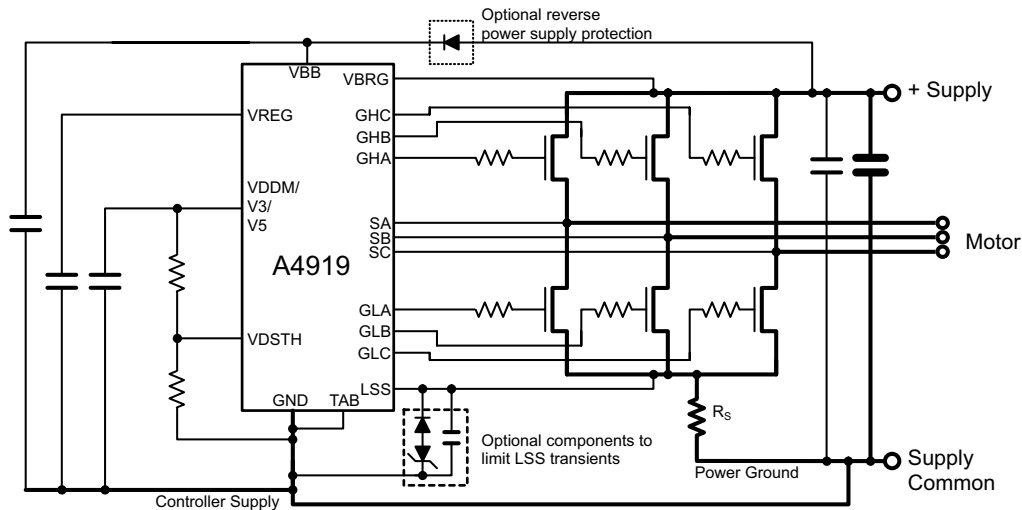 Optional reverse
power supply protection
VBB
VBRG
+ Supply
VREG
GHC
GHB
GHA
VDDM/
V3/
V5
SA
SB
SC
Motor
A4919
GLA
GLB
GLC
VDSTH
LSS
GND
TAB
RS
Optional components to
limit LSS transients
Power Ground
Supply
Common
Controller Supply